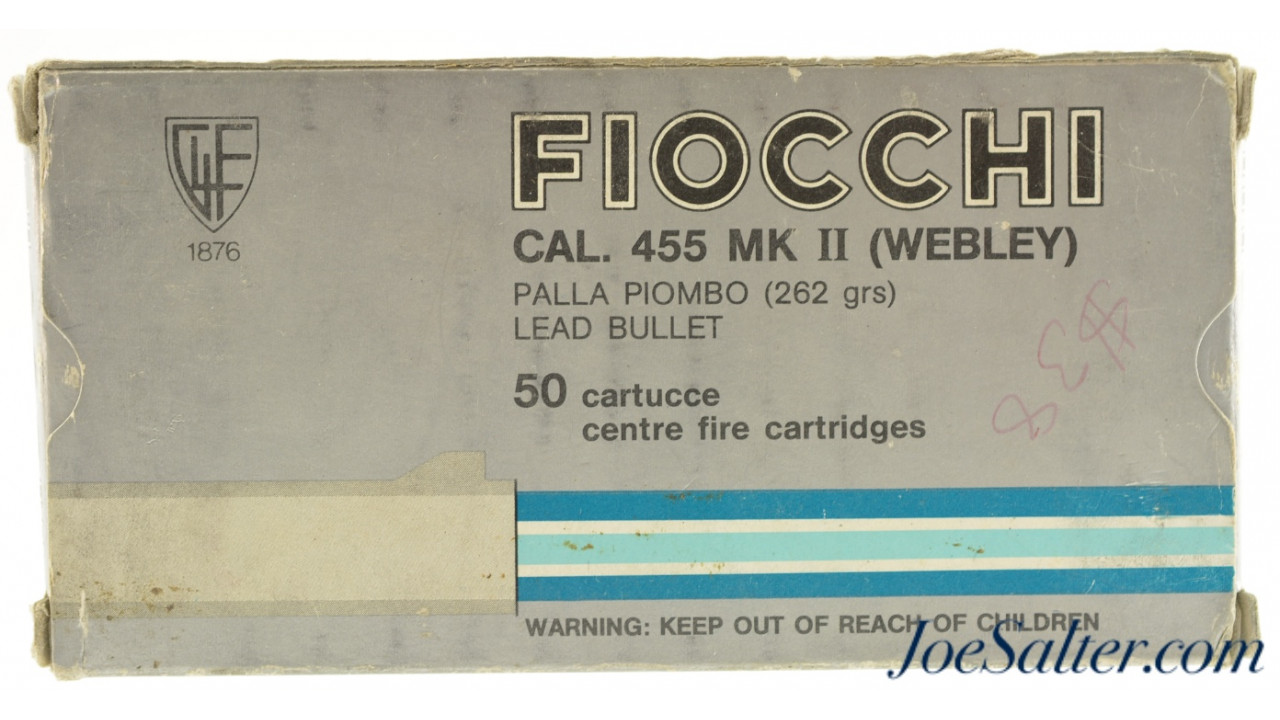 GFL
1876
FIOCCHI
CAL. 455 MK II (WEBLEY)
PALLA PIOMBO (262 grs)
LEAD BULLET
50 cartucce
centre fire cartridges
WARNING: KEEP OUT OF REACH OF CHILDREN
JoeSalter.com